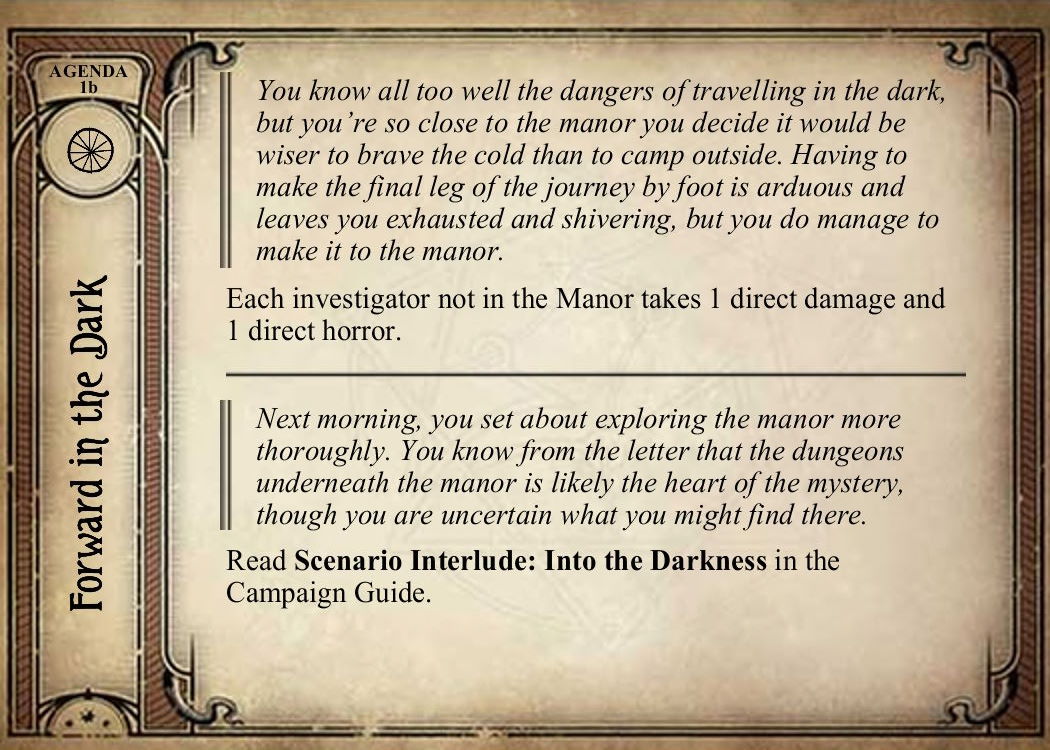 AGENDA
1b
Forward in the Dark
You know all too well the dangers of travelling in the dark,
but you're so close to the manor you decide it would be
wiser to brave the cold than to camp outside. Having to
make the final leg of the journey by foot is arduous and
leaves you exhausted and shivering, but you do manage to
make it to the manor.
Each investigator not in the Manor takes 1 direct damage and
1 direct horror.
Next morning, you set about exploring the manor more
thoroughly. You know from the letter that the dungeons
underneath the manor is likely the heart of the mystery,
though you are uncertain what you might find there.
Read Scenario Interlude: Into the Darkness in the
Campaign Guide.